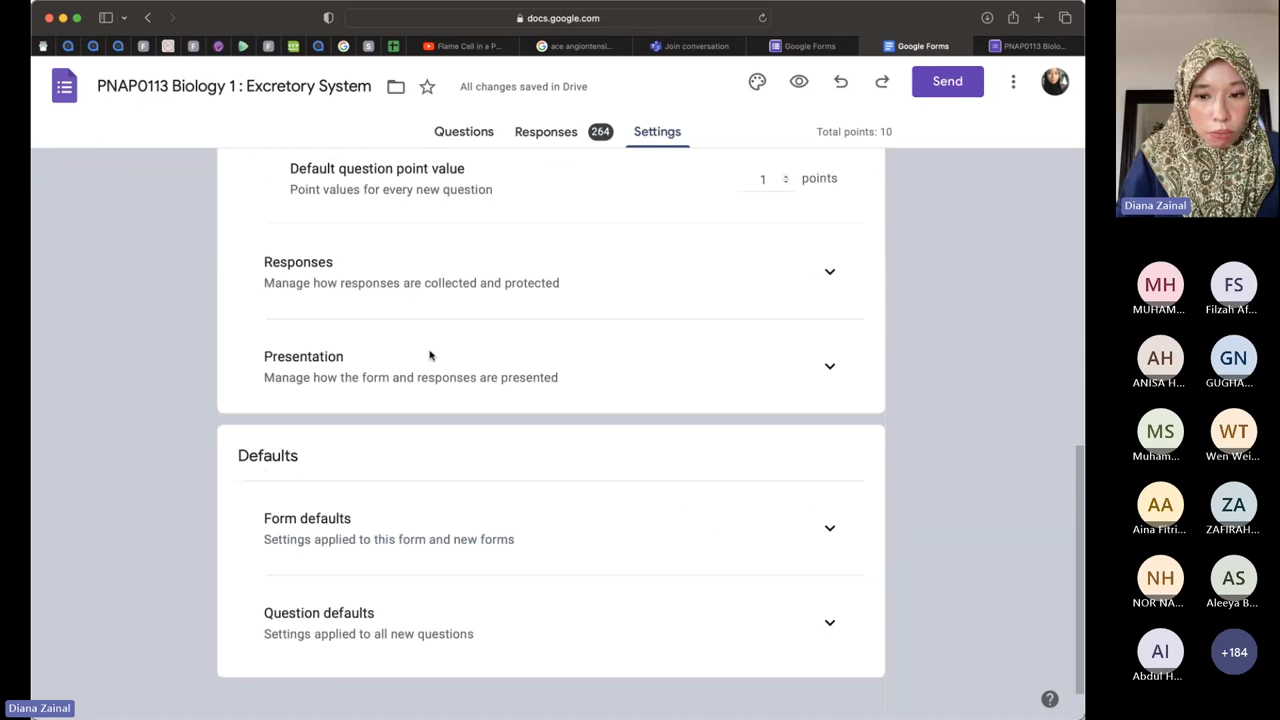 docs.google.com
Flame Cell in a P...
ace angiontensi...
Join conversation
Google Forms
Google Forms
PNAP0113 Biolo...
PNAP0113 Biology 1 : Excretory System
All changes saved in Drive
Send
Questions
Responses 264
Settings
Total points: 10
Default question point value
Point values for every new question
1 points
Responses
Manage how responses are collected and protected
Presentation
Manage how the form and responses are presented
Defaults
Form defaults
Settings applied to this form and new forms
Question defaults
Settings applied to all new questions
Diana Zainal
Diana Zainal
MH FS
MUHAM... Filzah Af...
AH GN
ANISA H... GUGHA...
MS WT
Muham... Wen Wei...
AA ZA
Aina Fitri... ZAFIRAH...
NH AS
NOR NA... Aleeya B...
AI +184
Abdul H...